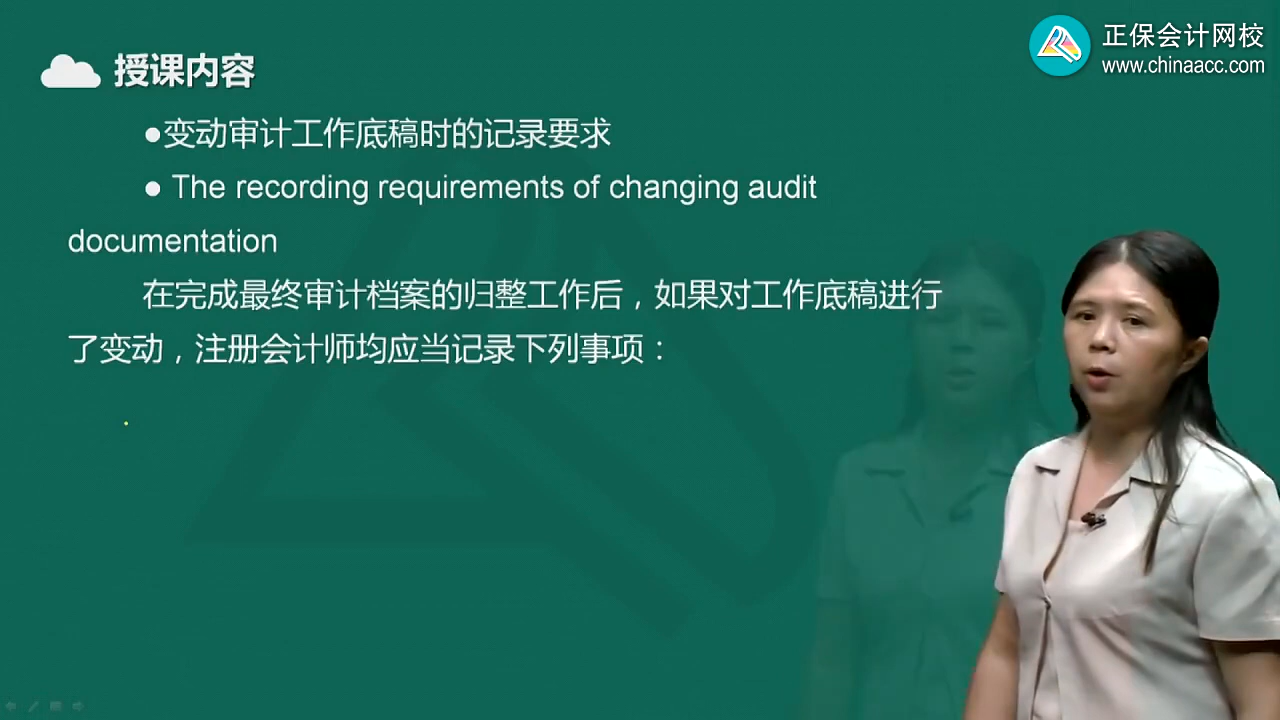 正保会计网校
www.chinaacc.com
授课内容
●变动审计工作底稿时的记录要求
● The recording requirements of changing audit
documentation
在完成最终审计档案的归整工作后，如果对工作底稿进行
了变动，注册会计师均应当记录下列事项：